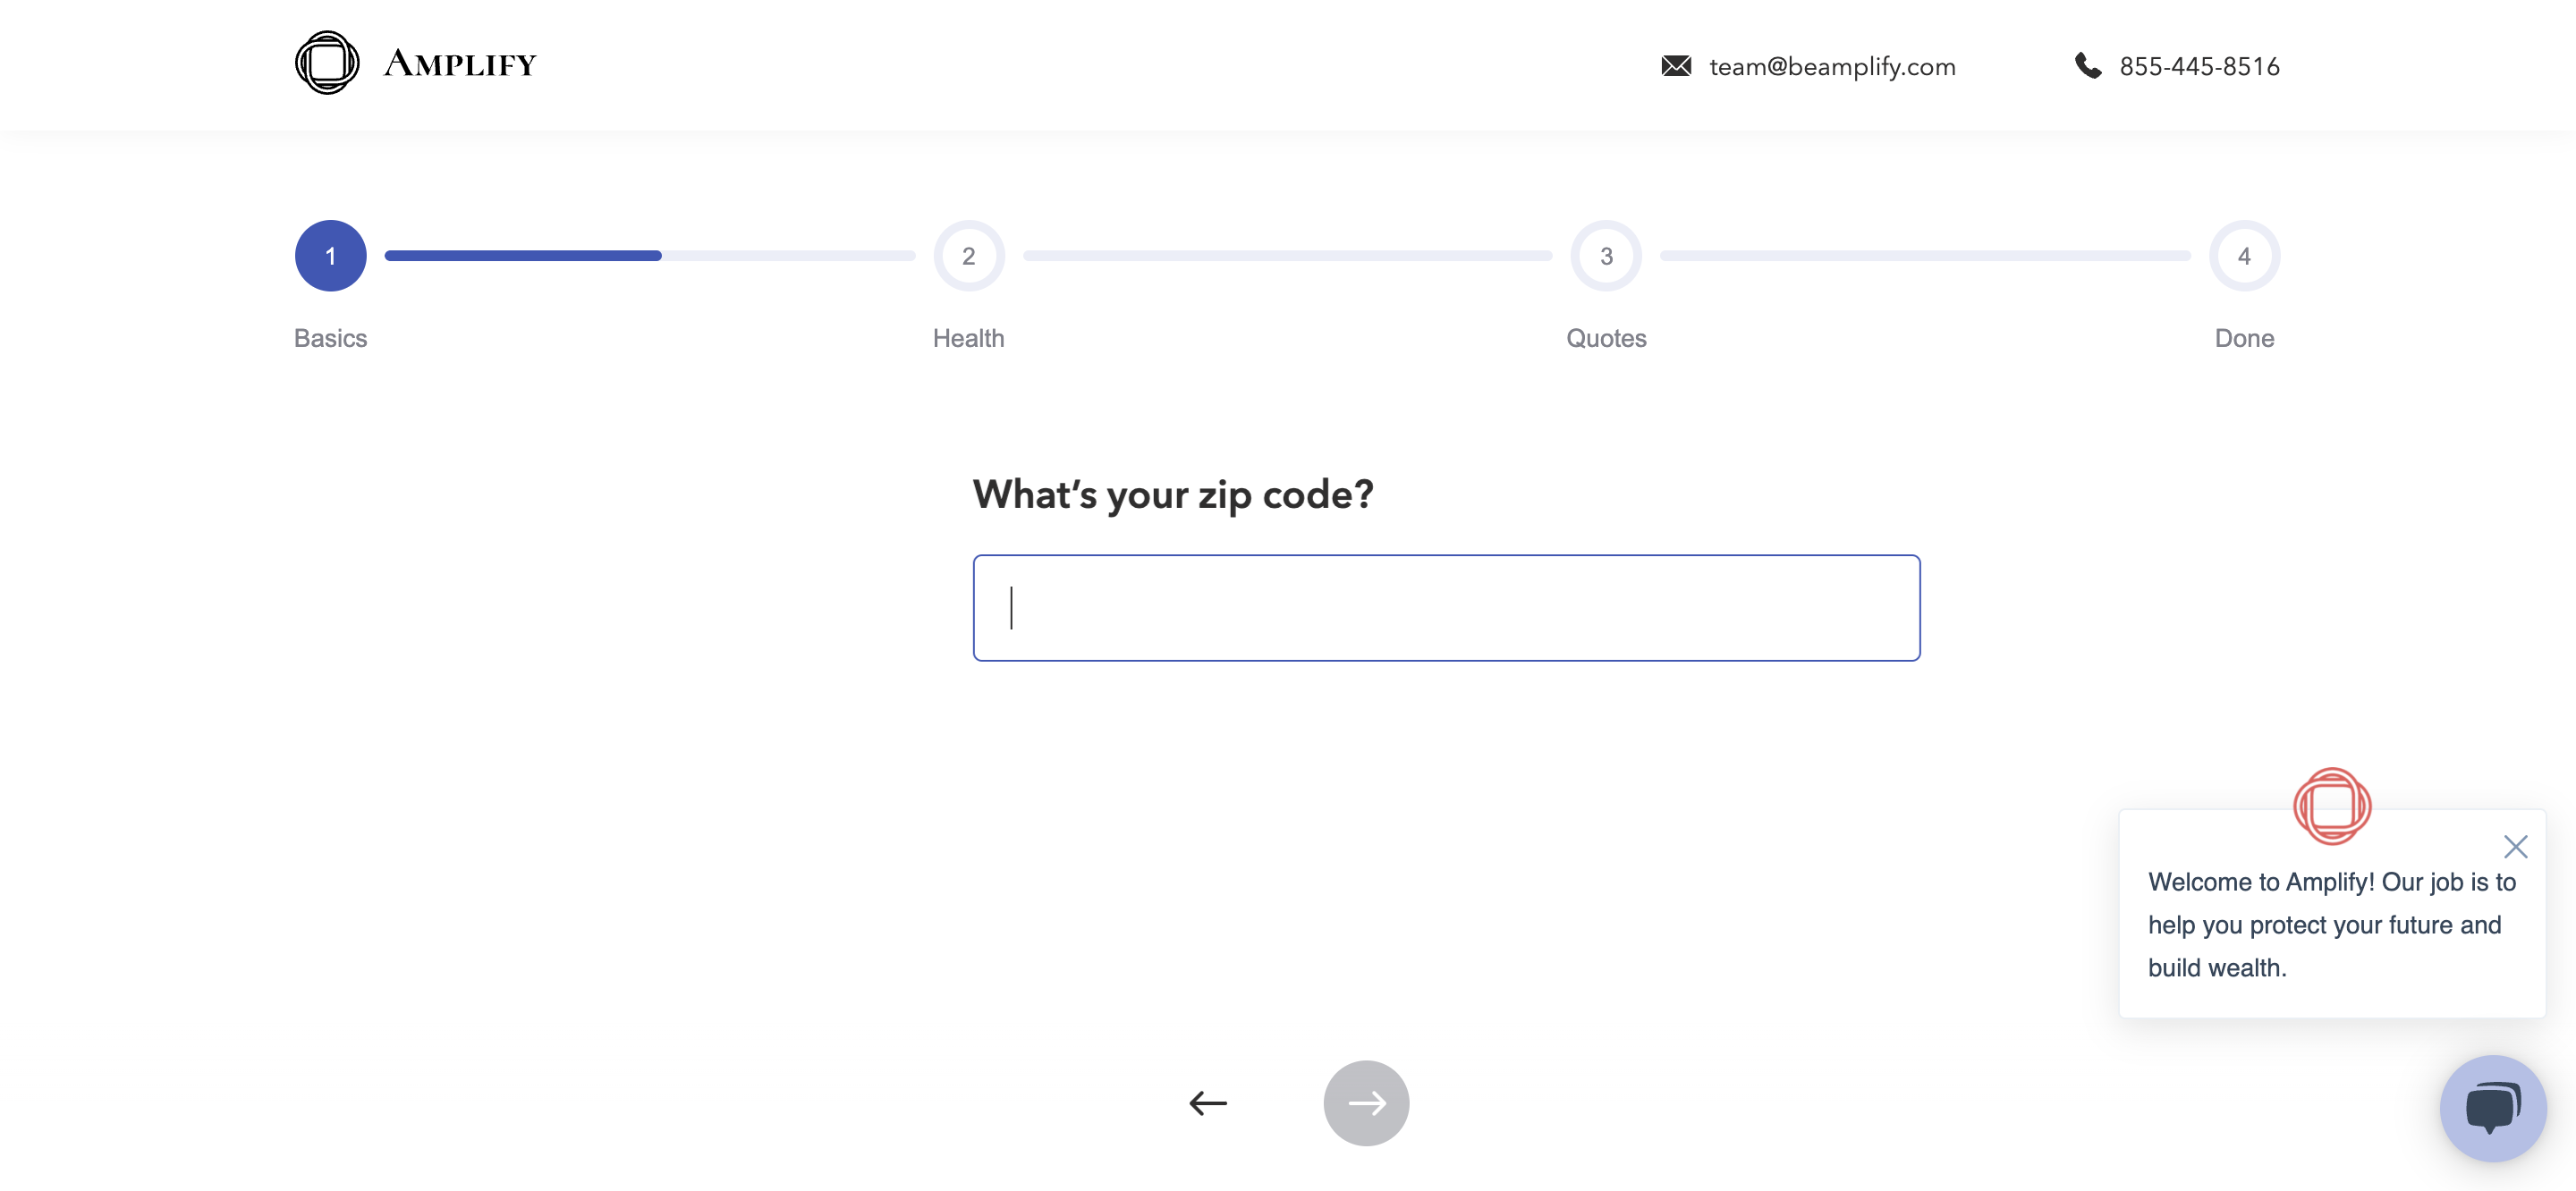 AMPLIFY
team@beamplify.com
855-445-8516
1
2
3
4
Basics
Health
Quotes
Done
What's your zip code?
Welcome to Amplify! Our job is to
help you protect your future and
build wealth.